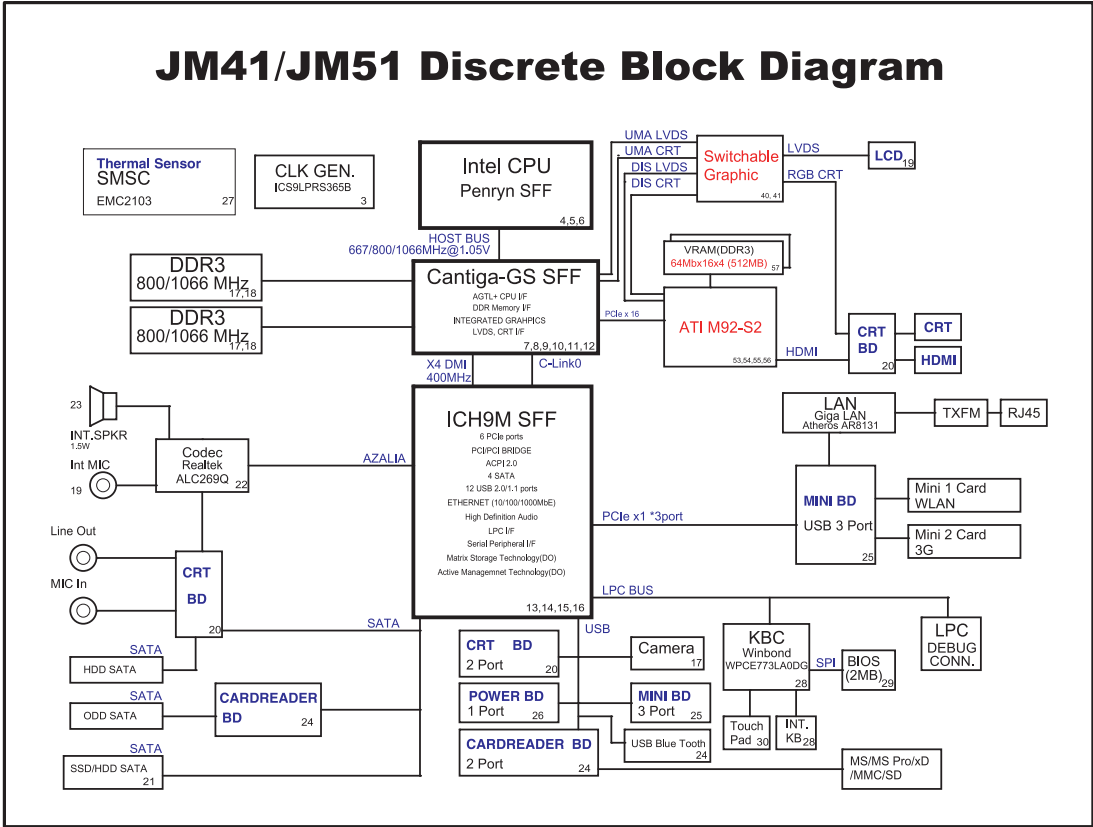 JM41/JM51 Discrete Block Diagram
Thermal Sensor
SMSC
EMC2103
27
CLK GEN.
ICS9LPRS365B
3
Intel CPU
Penryn SFF
4,5,6
UMA LVDS
UMA CRT
DIS LVDS
DIS CRT
Switchable
Graphic
40, 41
LVDS
RGB CRT
LCD
19
HOST BUS
667/800/1066MHz@1.05V
DDR3
800/1066 MHz
17,18
DDR3
800/1066 MHz
17,18
Cantiga-GS SFF
AGTL+ CPU I/F
DDR Memory I/F
INTEGRATED GRAHPICS
LVDS, CRT I/F
7,8,9,10,11,12
VRAM(DDR3)
64Mbx16x4 (512MB)
57
PCIe x 16
ATI M92-S2
53,54,55,56
HDMI
CRT
BD
20
CRT
HDMI
X4 DMI
400MHz
C-Link0
23
INT.SPKR
1.5W
Int MIC
19
Codec
Realtek
ALC269Q
22
AZALIA
ICH9M SFF
6 PCIe ports
PCI/PCI BRIDGE
ACPI 2.0
4 SATA
12 USB 2.0/1.1 ports
ETHERNET (10/100/1000MbE)
High Definition Audio
LPC I/F
Serial Peripheral I/F
Matrix Storage Technology(DO)
Active Managemnet Technology(DO)
13,14,15,16
LAN
Giga LAN
Atheros AR8131
TXFM
RJ45
PCIe x1 *3port
MINI BD
USB 3 Port
25
Mini 1 Card
WLAN
Mini 2 Card
3G
Line Out
MIC In
CRT
BD
20
SATA
LPC BUS
USB
SATA
HDD SATA
SATA
ODD SATA
CARDREADER
BD
24
SATA
SSD/HDD SATA
21
CRT BD
2 Port
20
Camera
17
POWER BD
1 Port
26
MINI BD
3 Port
25
CARDREADER BD
2 Port
24
USB Blue Tooth
24
KBC
Winbond
WPCE773LA0DG
28
SPI
BIOS
(2MB)
29
LPC
DEBUG
CONN.
Touch
Pad
30
INT.
KB
28
MS/MS Pro/xD
/MMC/SD